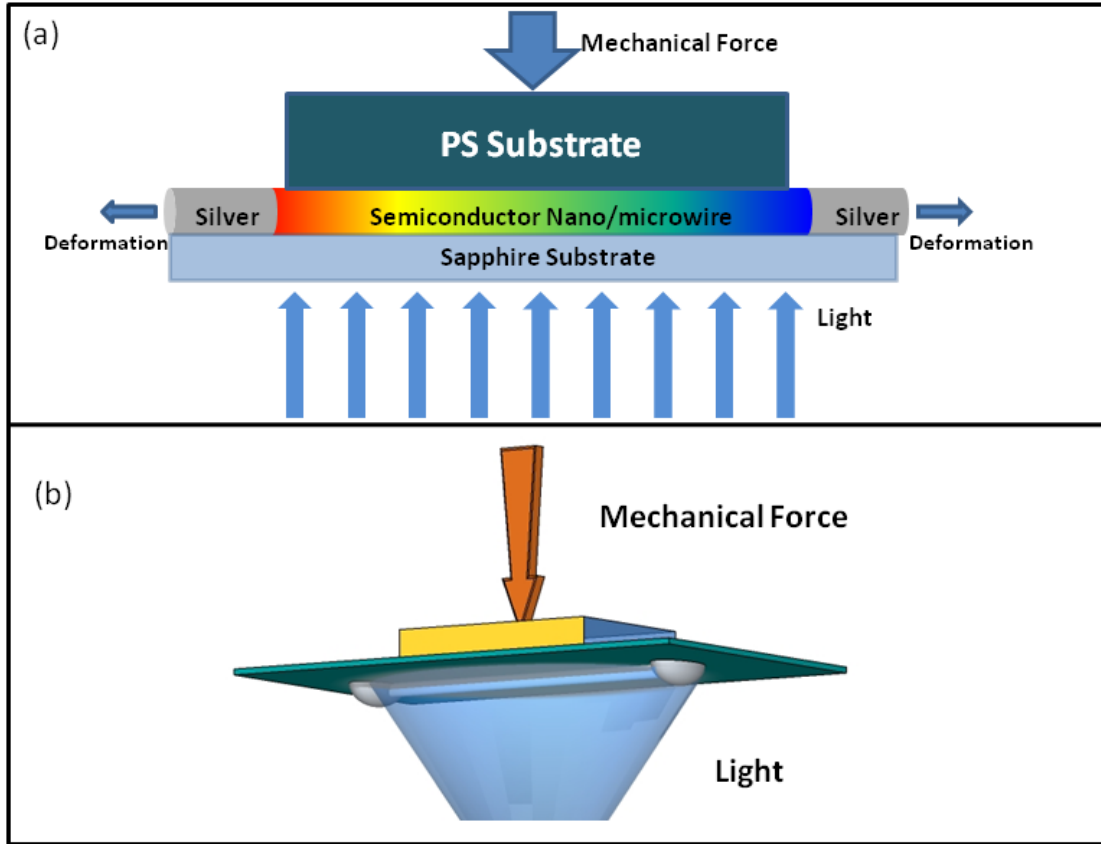 (a)
Mechanical Force
PS Substrate
Silver
Semiconductor Nano/microwire
Silver
Deformation
Deformation
Sapphire Substrate
Light
(b)
Mechanical Force
Light